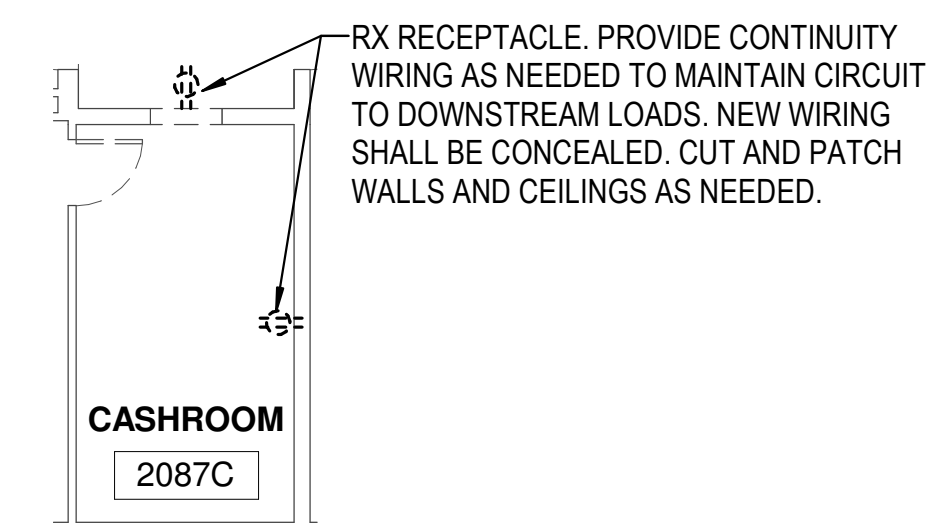 RX RECEPTACLE. PROVIDE CONTINUITY
WIRING AS NEEDED TO MAINTAIN CIRCUIT
TO DOWNSTREAM LOADS. NEW WIRING
SHALL BE CONCEALED. CUT AND PATCH
WALLS AND CEILINGS AS NEEDED.
CASHROOM
2087C